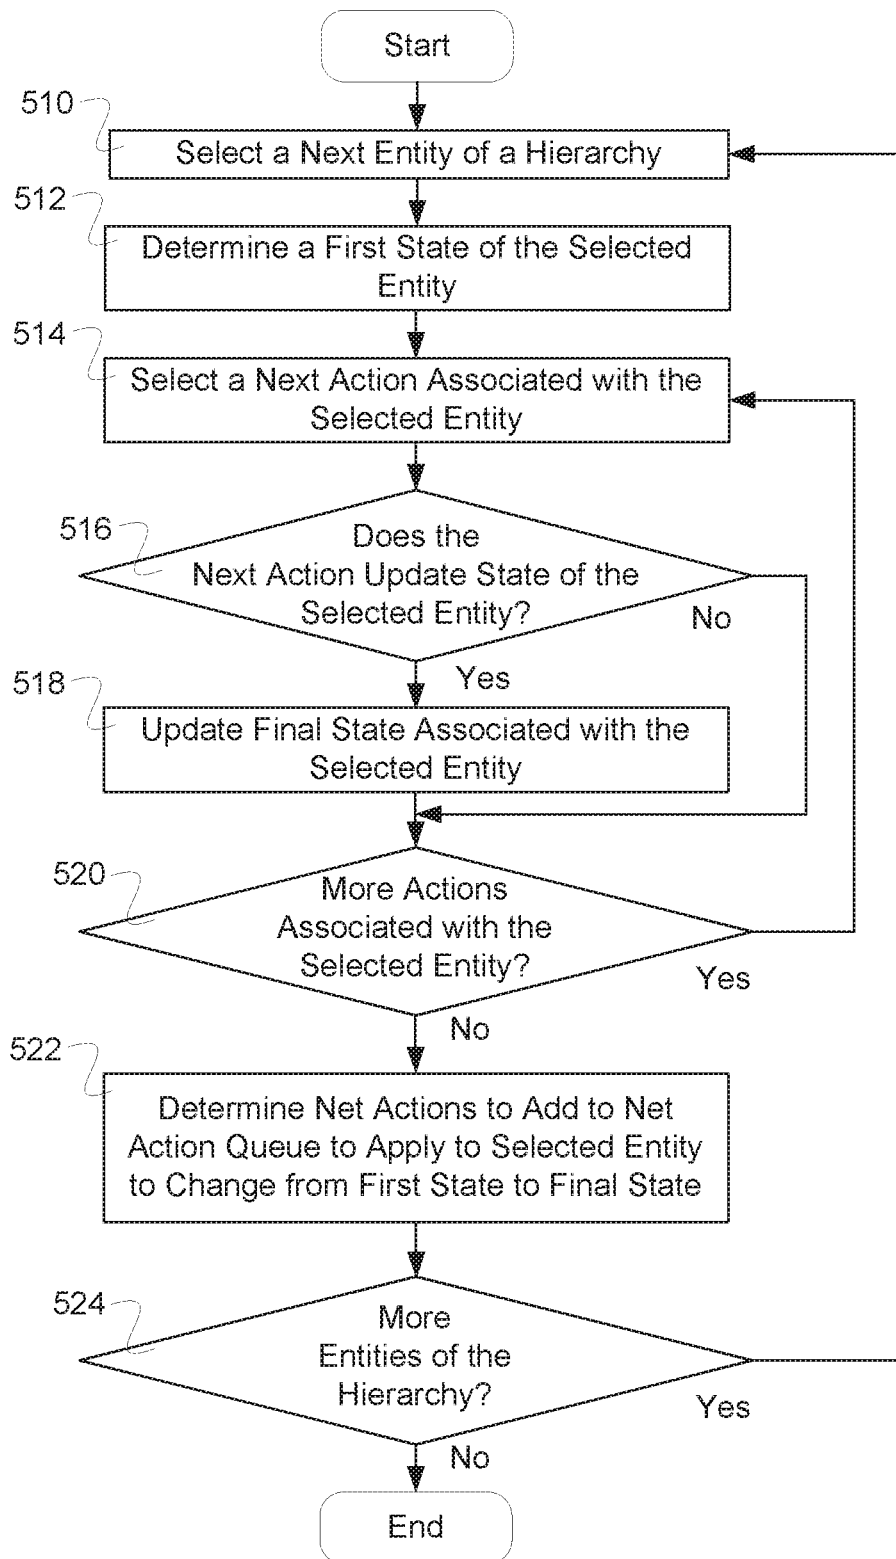 Start
510
Select a Next Entity of a Hierarchy
512
Determine a First State of the Selected
Entity
514
Select a Next Action Associated with the
Selected Entity
516
Does the
Next Action Update State of the
Selected Entity?
No
Yes
518
Update Final State Associated with the
Selected Entity
520
More Actions
Associated with the
Selected Entity?
Yes
No
522
Determine Net Actions to Add to Net
Action Queue to Apply to Selected Entity
to Change from First State to Final State
524
More
Entities of the
Hierarchy?
Yes
No
End